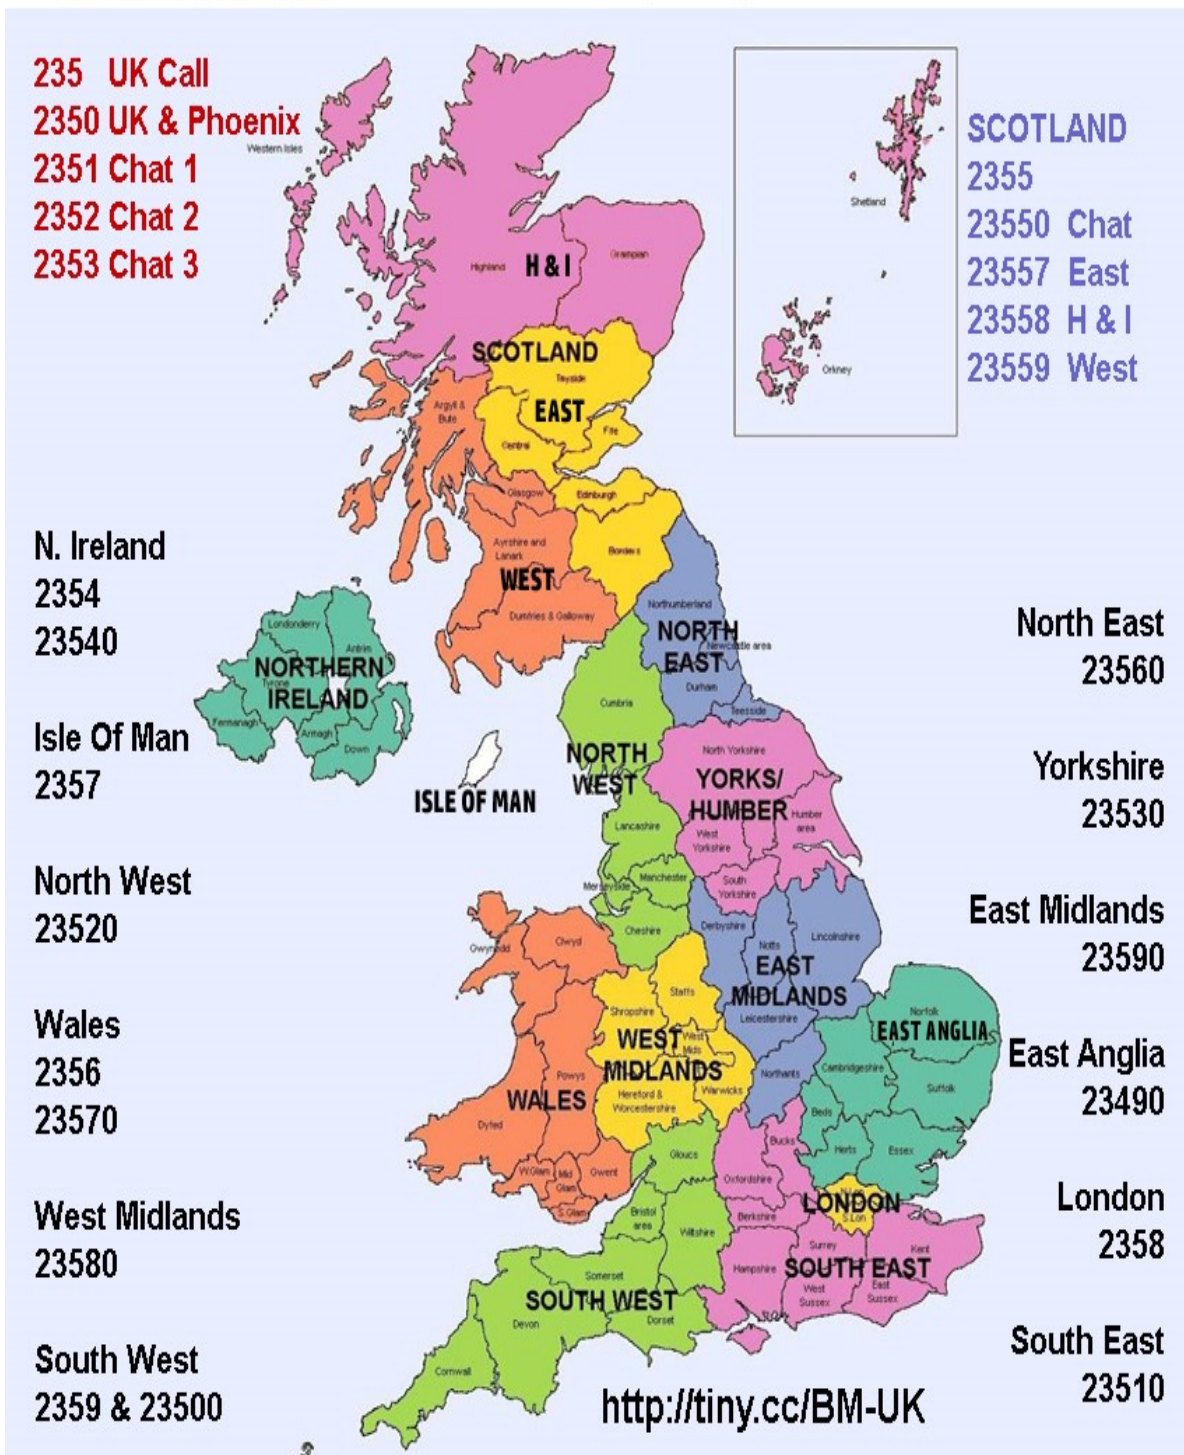 235 UK Call
2350 UK & Phoenix
2351 Chat 1
2352 Chat 2
2353 Chat 3
SCOTLAND
2355
23550 Chat
23557 East
23558 H & I
23559 West
Western Isles
Shetland
Orkney
Highland
H & I
Grampian
SCOTLAND
Tayside
EAST
Argyll &
Bute
Central
Fife
Glasgow
Edinburgh
Ayrshire and
Lanark
Borders
WEST
Dumfries & Galloway
N. Ireland
2354
23540
Isle Of Man
2357
North West
23520
Wales
2356
23570
West Midlands
23580
South West
2359 & 23500
Londonderry
Antrim
NORTHERN
Tyrone
IRELAND
Fermanagh
Armagh
Down
ISLE OF MAN
Northumberland
NORTH
Newcastle area
EAST
Durham
Teesside
Cumbria
NORTH
WEST
North Yorkshire
YORKS/
HUMBER
Humber
area
West
Yorkshire
South
Yorkshire
Lancashire
Manchester
Merseyside
Cheshire
Derbyshire
Notts
Lincolnshire
EAST
MIDLANDS
Leicestershire
Northants
Gwynedd
Clwyd
Powys
WALES
Dyfed
W.Glam
Mid
Glam
S.Glam
Gwent
Staffs
Shropshire
WEST
West
Mids
MIDLANDS
Warwicks
Hereford &
Worcestershire
Norfolk
EAST ANGLIA
Cambridgeshire
Suffolk
Beds
Herts
Essex
Gloucs
Bristol
area
Wiltshire
Somerset
SOUTH WEST
Devon
Dorset
Cornwall
Bucks
Oxfordshire
Berkshire
LONDON
S.Lon
Surrey
Kent
Hampshire
SOUTH EAST
West
Sussex
East
Sussex
North East
23560
Yorkshire
23530
East Midlands
23590
East Anglia
23490
London
2358
South East
23510
http://tiny.cc/BM-UK